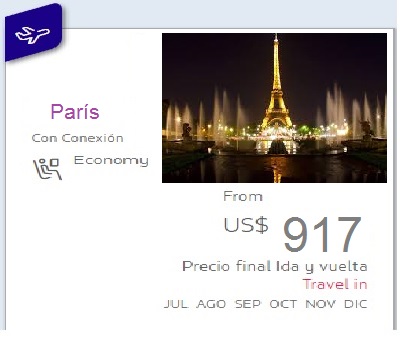 París
Con Conexión
Economy
From
US$ 917
Precio final Ida y vuelta
Travel in
JUL AGO SEP OCT NOV DIC